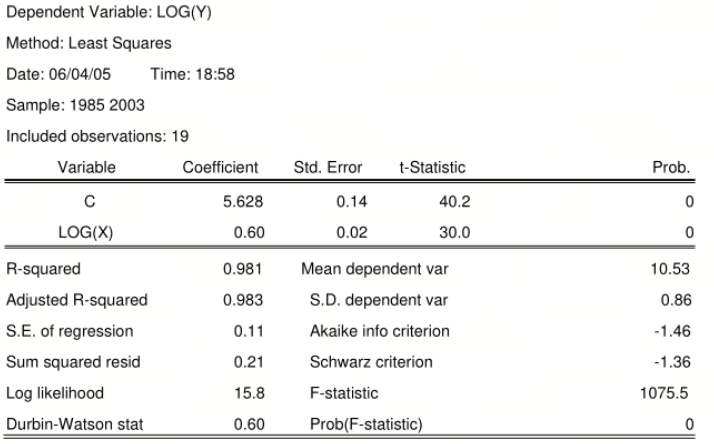 Dependent Variable: LOG(Y)
Method: Least Squares
Date: 06/04/05 Time: 18:58
Sample: 1985 2003
Included observations: 19
Variable Coefficient Std. Error t-Statistic Prob.
C 5.628 0.14 40.2 0
LOG(X) 0.60 0.02 30.0 0
R-squared 0.981 Mean dependent var 10.53
Adjusted R-squared 0.983 S.D. dependent var 0.86
S.E. of regression 0.11 Akaike info criterion -1.46
Sum squared resid 0.21 Schwarz criterion -1.36
Log likelihood 15.8 F-statistic 1075.5
Durbin-Watson stat 0.60 Prob(F-statistic) 0